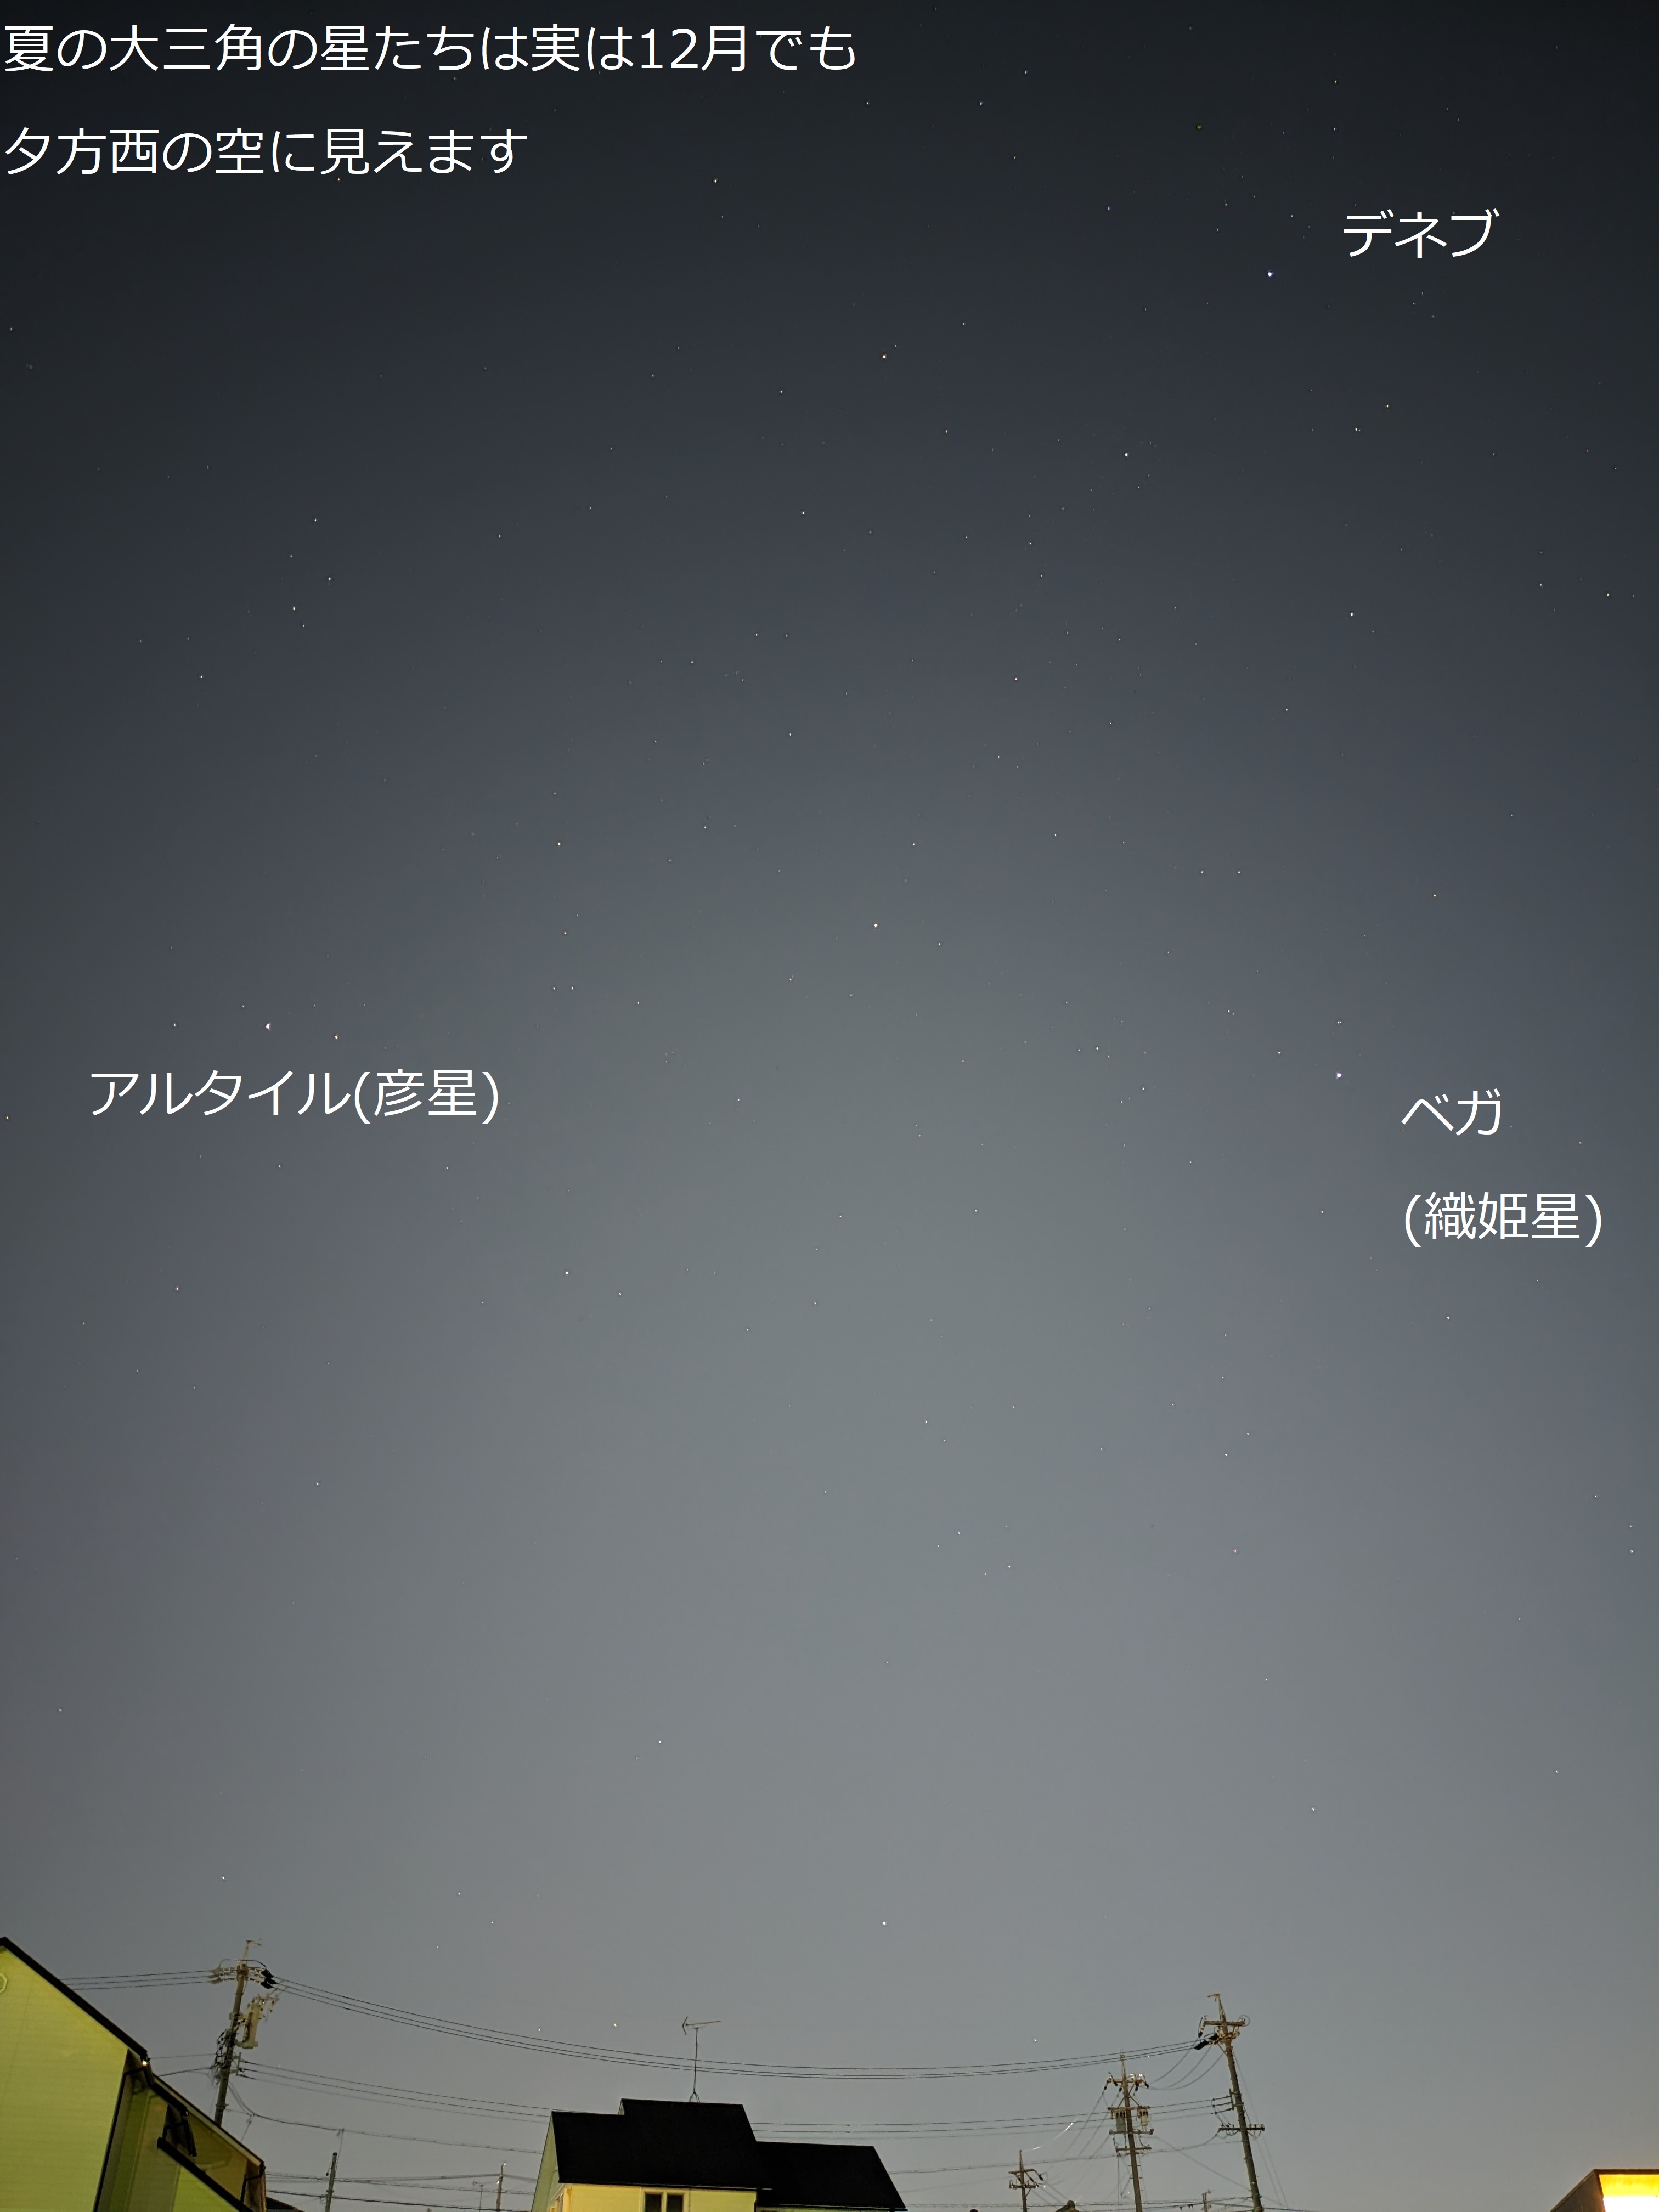 夏の大三角の星たちは実は12月でも
夕方西の空に見えます
デネブ
アルタイル(彦星)
ベガ
(織姫星)